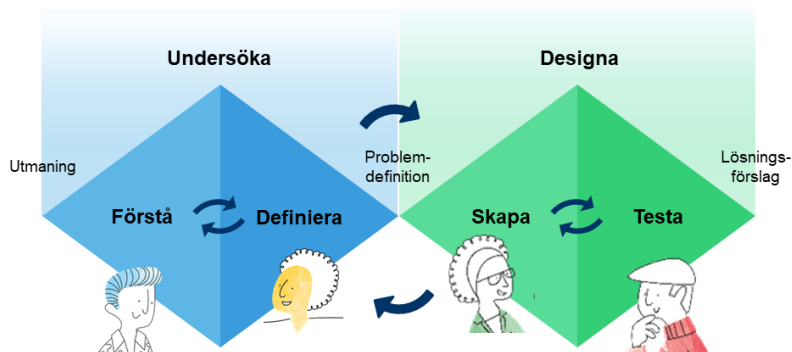 Undersöka
Designa
Utmaning
Problem-
definition
Lösnings-
förslag
Förstå
Definiera
Skapa
Testa